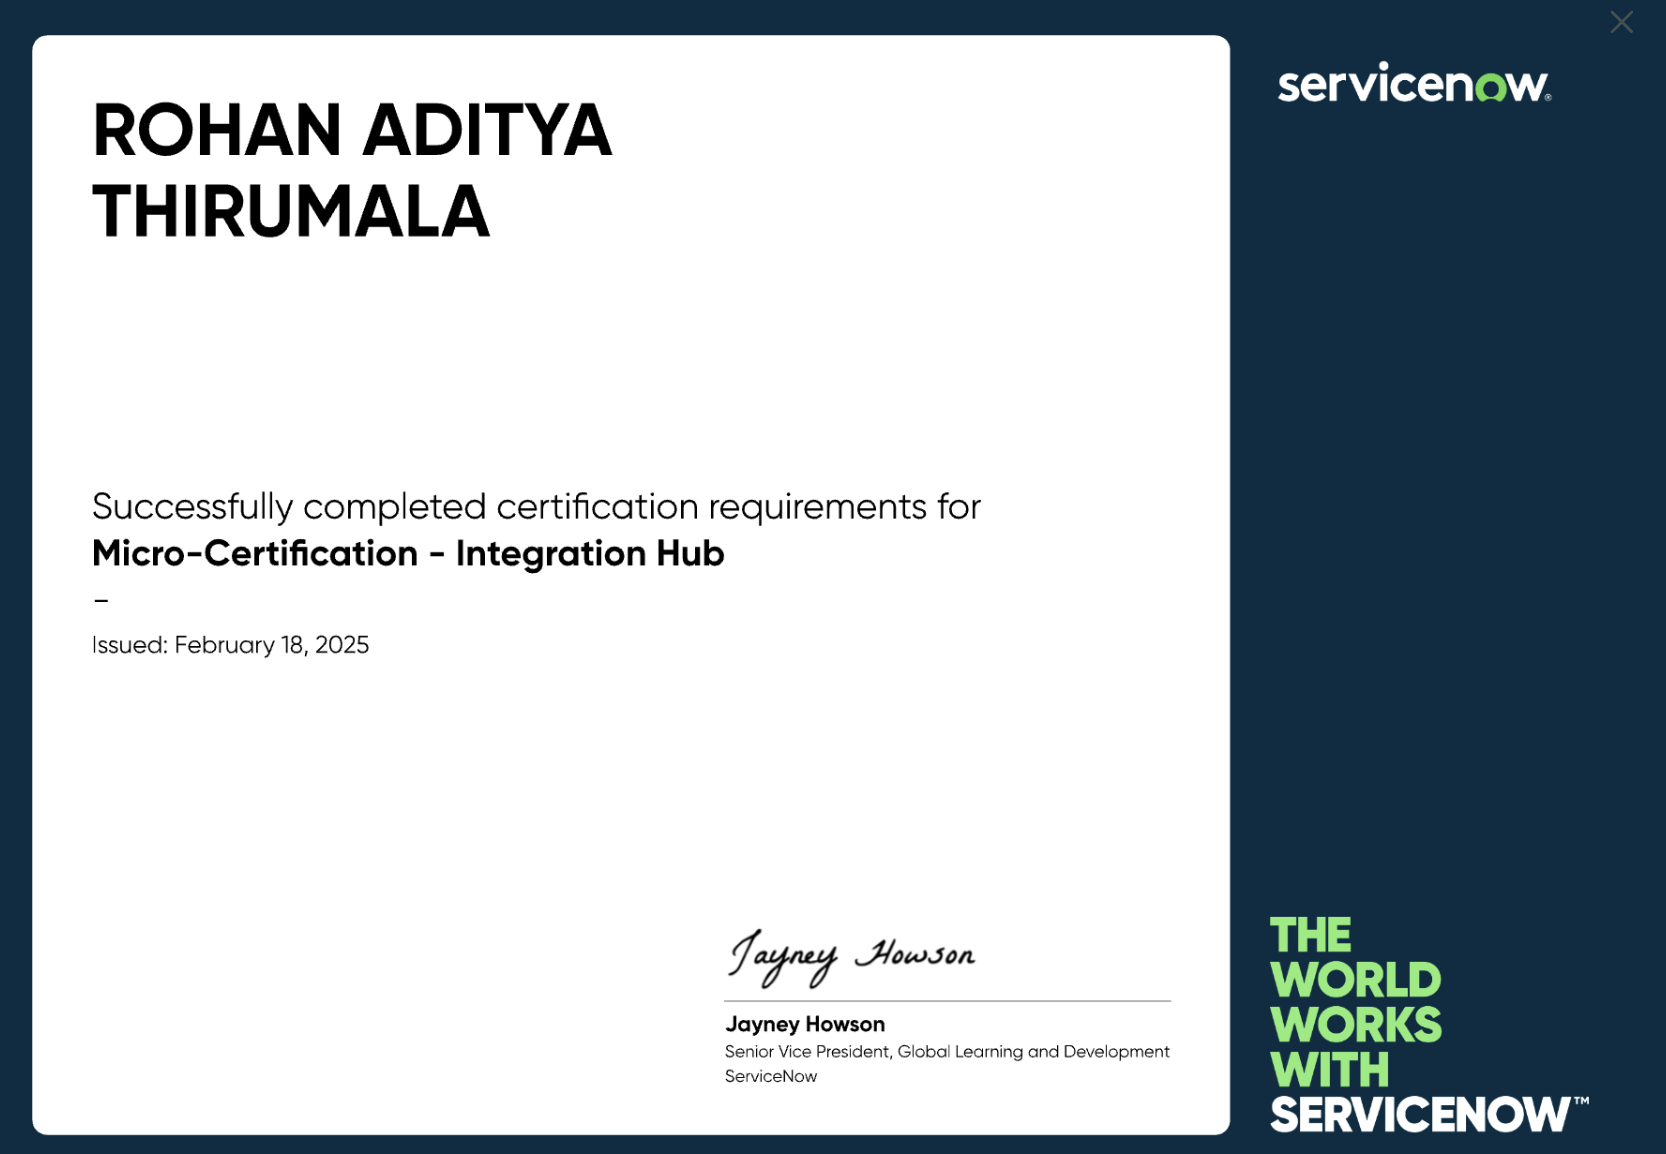 ROHAN ADITYA
THIRUMALA
Successfully completed certification requirements for
Micro-Certification - Integration Hub
–
Issued: February 18, 2025
Jayney Howson
Jayney Howson
Senior Vice President, Global Learning and Development
ServiceNow
servicenow®
THE
WORLD
WORKS
WITH
SERVICENOW™